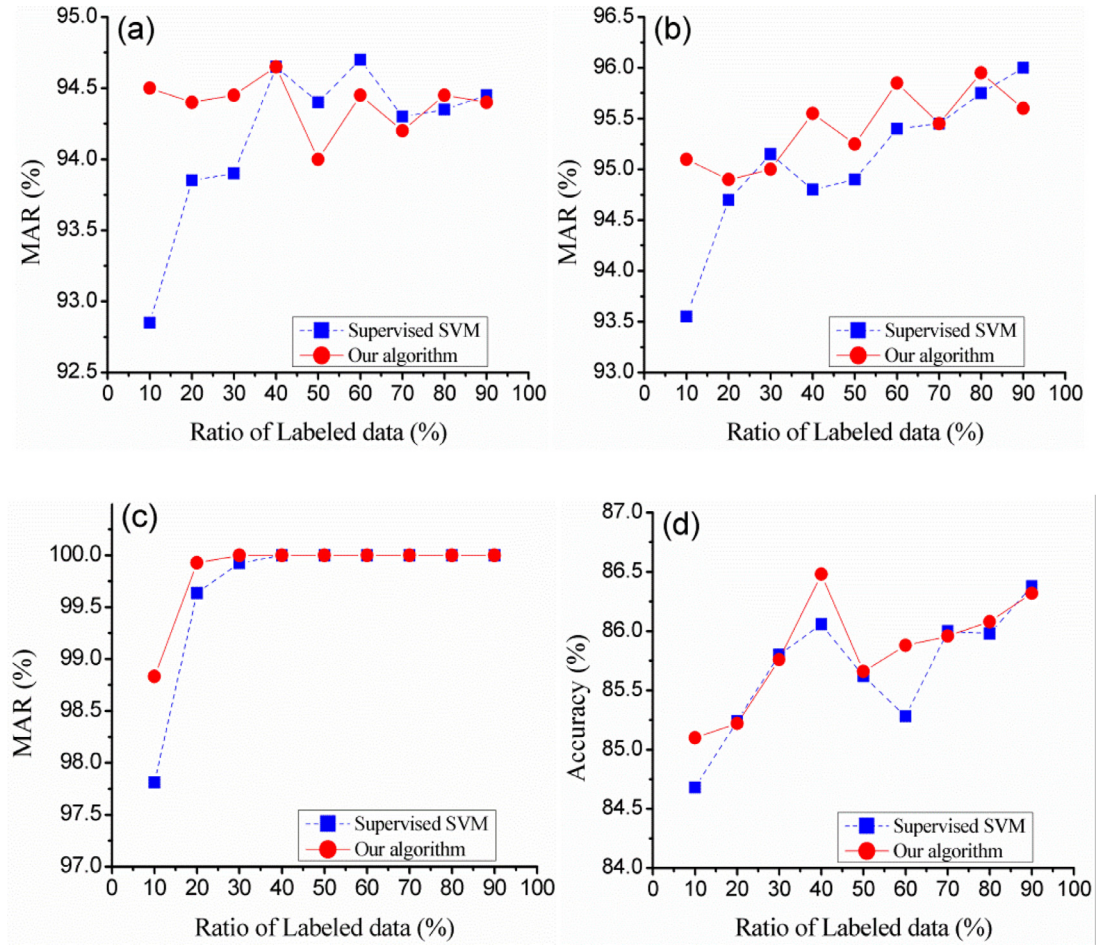 (a)
95.0
94.5
94.0
93.5
93.0
92.5
MAR (%)
0 10 20 30 40 50 60 70 80 90 100
Ratio of Labeled data (%)
Supervised SVM
Our algorithm
(b)
96.5
96.0
95.5
95.0
94.5
94.0
93.5
93.0
MAR (%)
0 10 20 30 40 50 60 70 80 90 100
Ratio of Labeled data (%)
Supervised SVM
Our algorithm
(c)
100.0
99.5
99.0
98.5
98.0
97.5
97.0
MAR (%)
0 10 20 30 40 50 60 70 80 90 100
Ratio of Labeled data (%)
Supervised SVM
Our algorithm
(d)
87.0
86.5
86.0
85.5
85.0
84.5
84.0
Accuracy (%)
0 10 20 30 40 50 60 70 80 90 100
Ratio of Labeled data (%)
Supervised SVM
Our algorithm